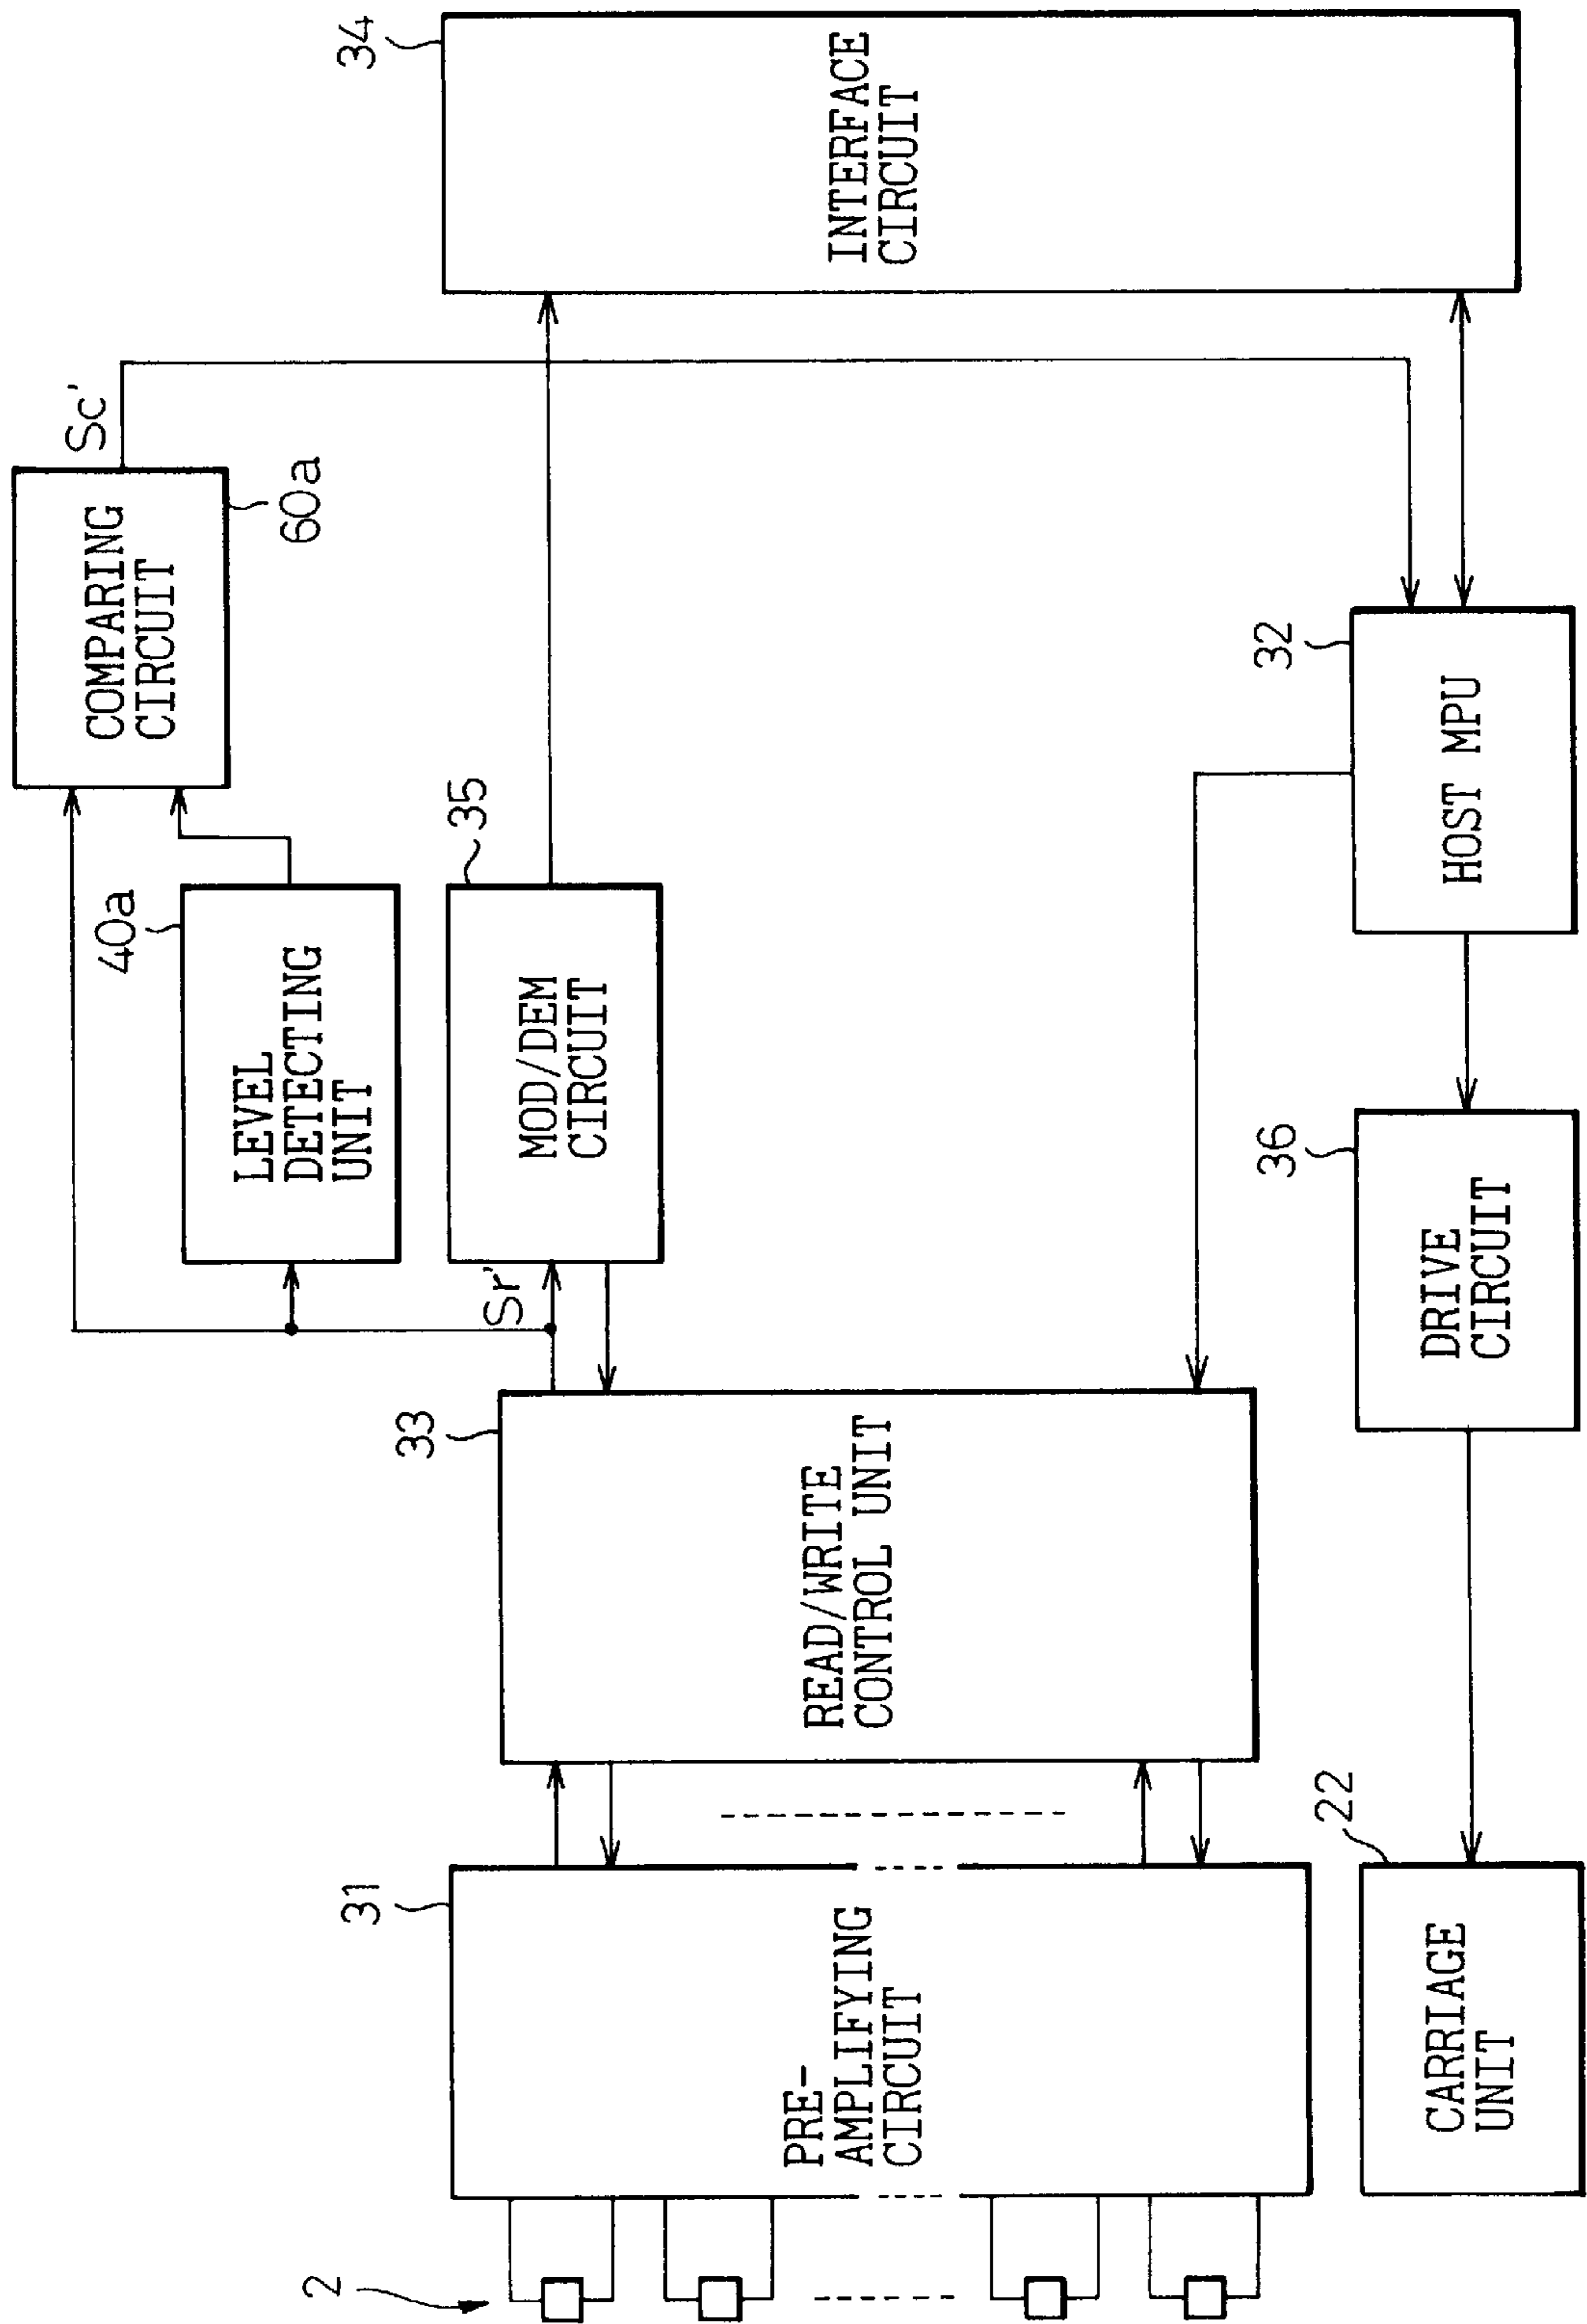 2
31
PRE-
AMPLIFYING
CIRCUIT
22
CARRIAGE
UNIT
33
READ/WRITE
CONTROL UNIT
Sr'
40a
LEVEL
DETECTING
UNIT
35
MOD/DEM
CIRCUIT
36
DRIVE
CIRCUIT
32
HOST MPU
COMPARING
CIRCUIT
60a
Sc'
34
INTERFACE
CIRCUIT